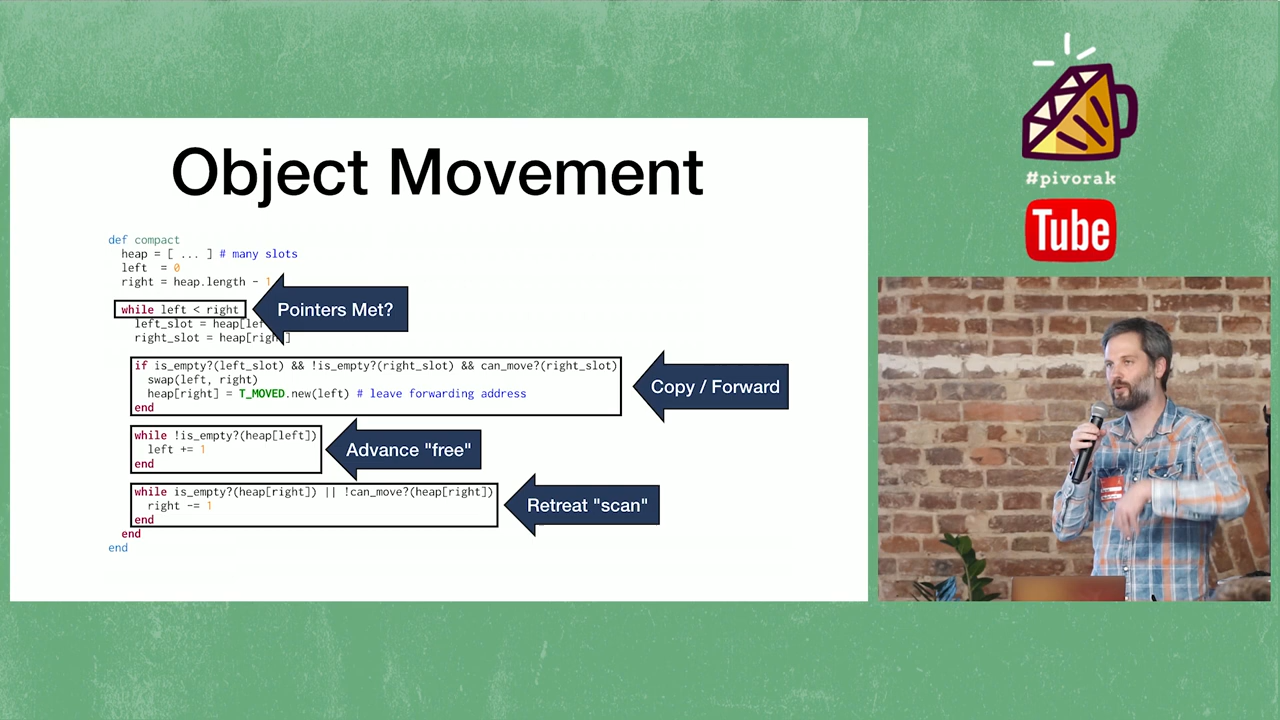 Object Movement
def compact
heap = [ ... ] # many slots
left = 0
right = heap.length - 1
while left < right
Pointers Met?
left_slot = heap[lef
right_slot = heap[righ ]
if is_empty?(left_slot) && !is_empty?(right_slot) && can_move?(right_slot)
swap(left, right)
heap[right] = T_MOVED.new(left) # leave forwarding address
end
Copy / Forward
while !is_empty?(heap[left])
left += 1
end
Advance "free"
while is_empty?(heap[right]) || !can_move?(heap[right])
right -= 1
end
Retreat "scan"
end
end
#pivorak
Tube